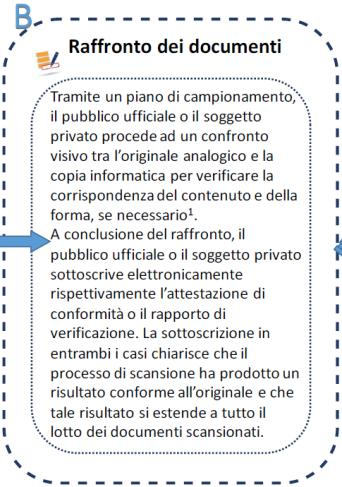 B
Raffronto dei documenti
Tramite un piano di campionamento,
il pubblico ufficiale o il soggetto
privato procede ad un confronto
visivo tra l'originale analogico e la
copia informatica per verificare la
corrispondenza del contenuto e della
forma, se necessario¹.
A conclusione del raffronto, il
pubblico ufficiale o il soggetto privato
sottoscrive elettronicamente
rispettivamente l'attestazione di
conformità o il rapporto di
verificazione. La sottoscrizione in
entrambi i casi chiarisce che il
processo di scansione ha prodotto un
risultato conforme all'originale e che
tale risultato si estende a tutto il
lotto dei documenti scansionati.